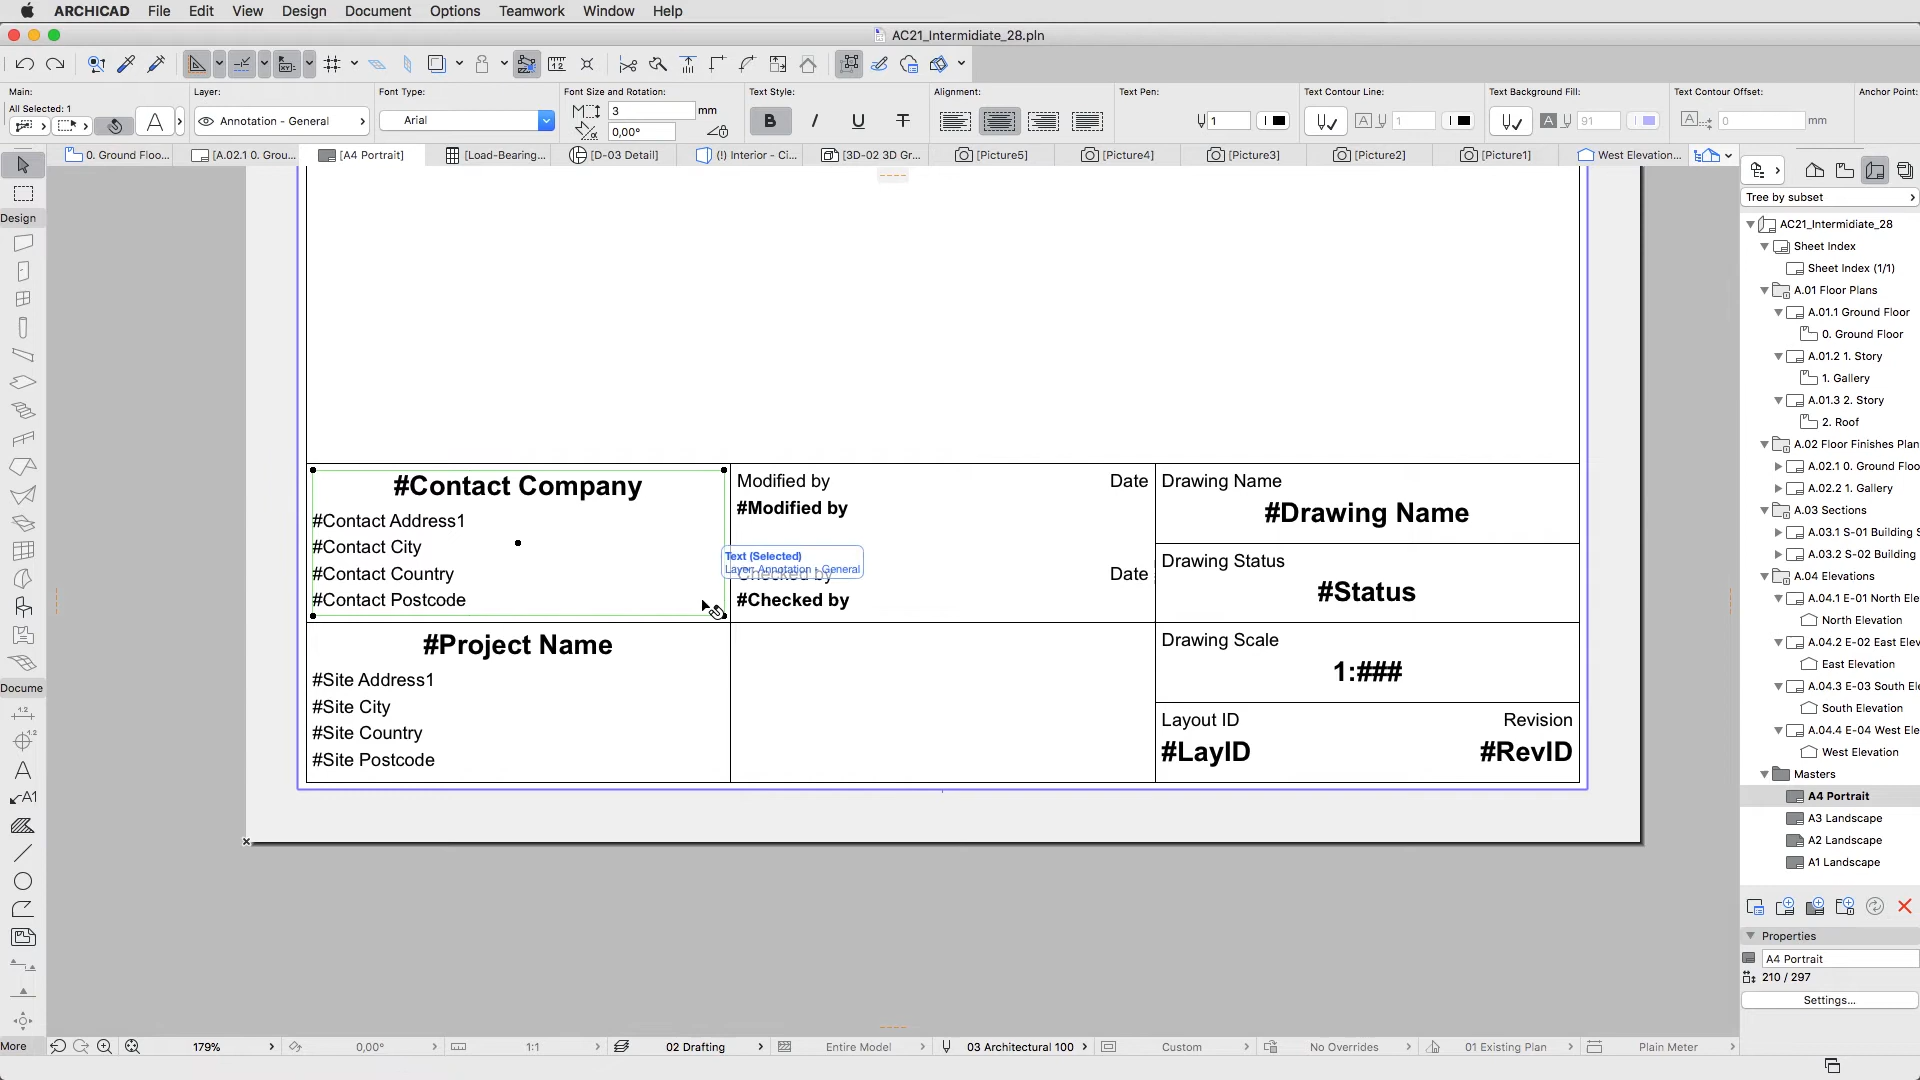 ARCHICAD File Edit View Design Document Options Teamwork Window Help
AC21_Intermidiate_28.pln
Main:
All Selected: 1
Layer:
Annotation - General
Font Type:
Arial
Font Size and Rotation:
3 mm
0,00°
Text Style:
B I U T
Alignment:
Text Pen:
1
Text Contour Line:
1
Text Background Fill:
91
Text Contour Offset:
0 mm
Anchor Point:
0. Ground Floo...
[A.02.1 0. Grou...
[A4 Portrait]
[Load-Bearing...
[D-03 Detail]
(!) Interior - Ci...
[3D-02 3D Gr...
[Picture5]
[Picture4]
[Picture3]
[Picture2]
[Picture1]
West Elevation...
Design
Docume
More
#Contact Company
#Contact Address1
#Contact City
#Contact Country
#Contact Postcode
Modified by Date
#Modified by
Text (Selected)
Layer: Annotation - General
Checked by Date
#Checked by
Drawing Name
#Drawing Name
Drawing Status
#Status
#Project Name
#Site Address1
#Site City
#Site Country
#Site Postcode
Drawing Scale
1:###
Layout ID Revision
#LayID #RevID
Tree by subset
AC21_Intermidiate_28
Sheet Index
Sheet Index (1/1)
A.01 Floor Plans
A.01.1 Ground Floor
0. Ground Floor
A.01.2 1. Story
1. Gallery
A.01.3 2. Story
2. Roof
A.02 Floor Finishes Plan
A.02.1 0. Ground Floo
A.02.2 1. Gallery
A.03 Sections
A.03.1 S-01 Building S
A.03.2 S-02 Building
A.04 Elevations
A.04.1 E-01 North Ele
North Elevation
A.04.2 E-02 East Elev
East Elevation
A.04.3 E-03 South Ele
South Elevation
A.04.4 E-04 West Ele
West Elevation
Masters
A4 Portrait
A3 Landscape
A2 Landscape
A1 Landscape
Properties
A4 Portrait
210 / 297
Settings...
179% 0,00° 1:1 02 Drafting Entire Model 03 Architectural 100 Custom No Overrides 01 Existing Plan Plain Meter